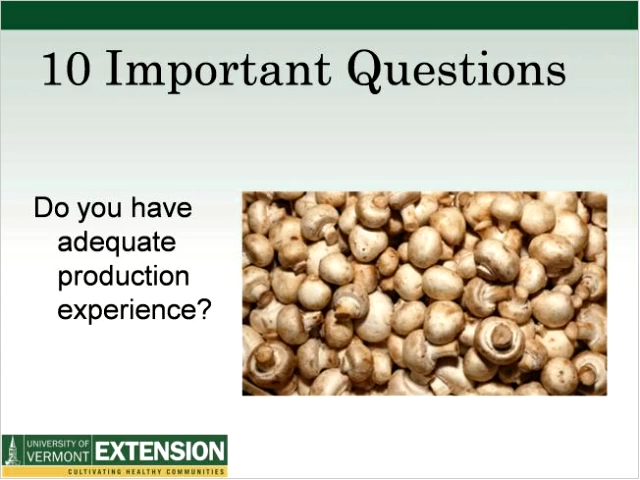 10 Important Questions
Do you have
adequate
production
experience?
UNIVERSITY OF
VERMONT
EXTENSION
CULTIVATING HEALTHY COMMUNITIES